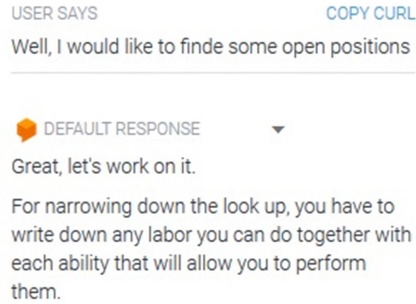 USER SAYS COPY CURL
Well, I would like to finde some open positions
DEFAULT RESPONSE
Great, let's work on it.
For narrowing down the look up, you have to
write down any labor you can do together with
each ability that will allow you to perform
them.